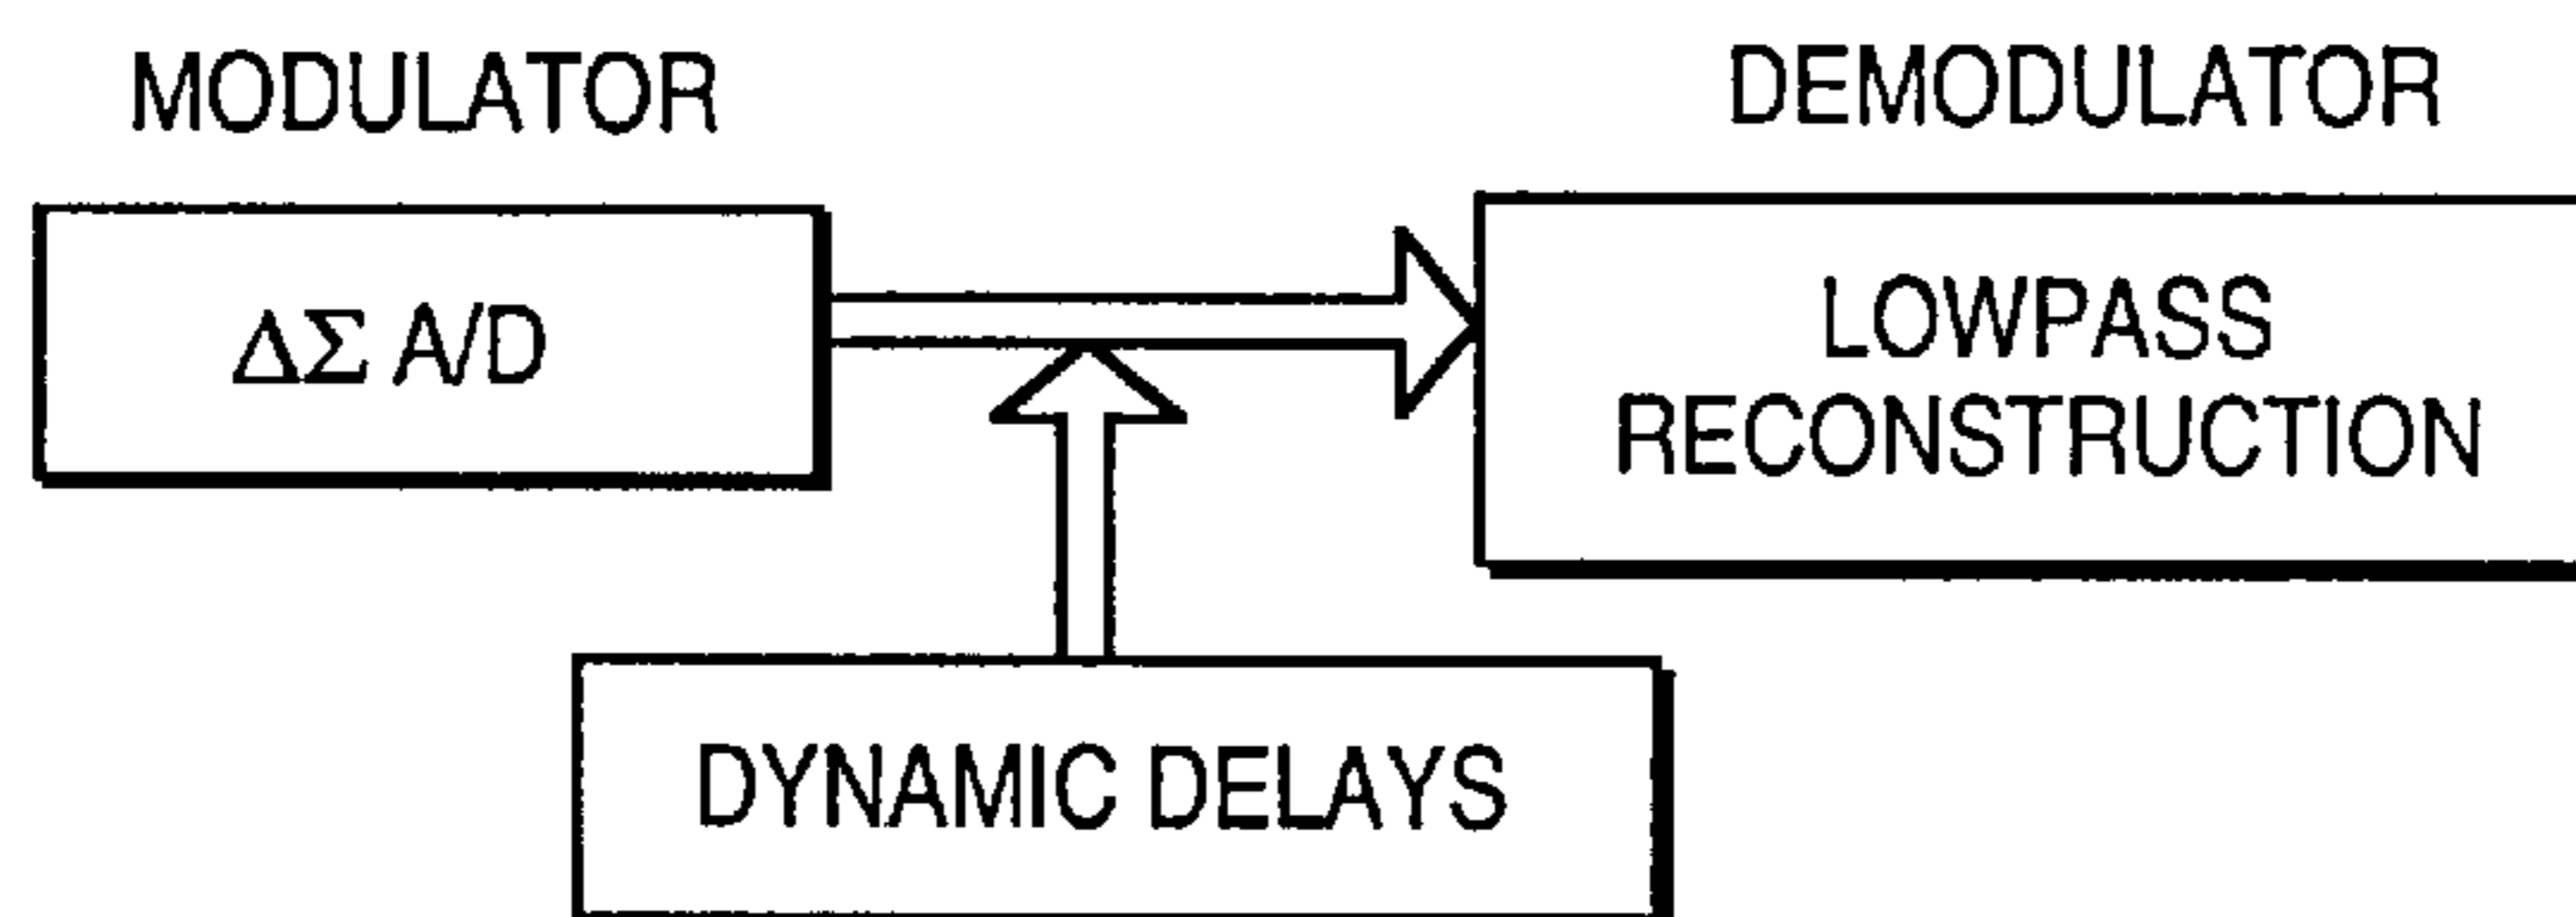 MODULATOR
DEMODULATOR
ΔΣ A/D
LOWPASS
RECONSTRUCTION
DYNAMIC DELAYS